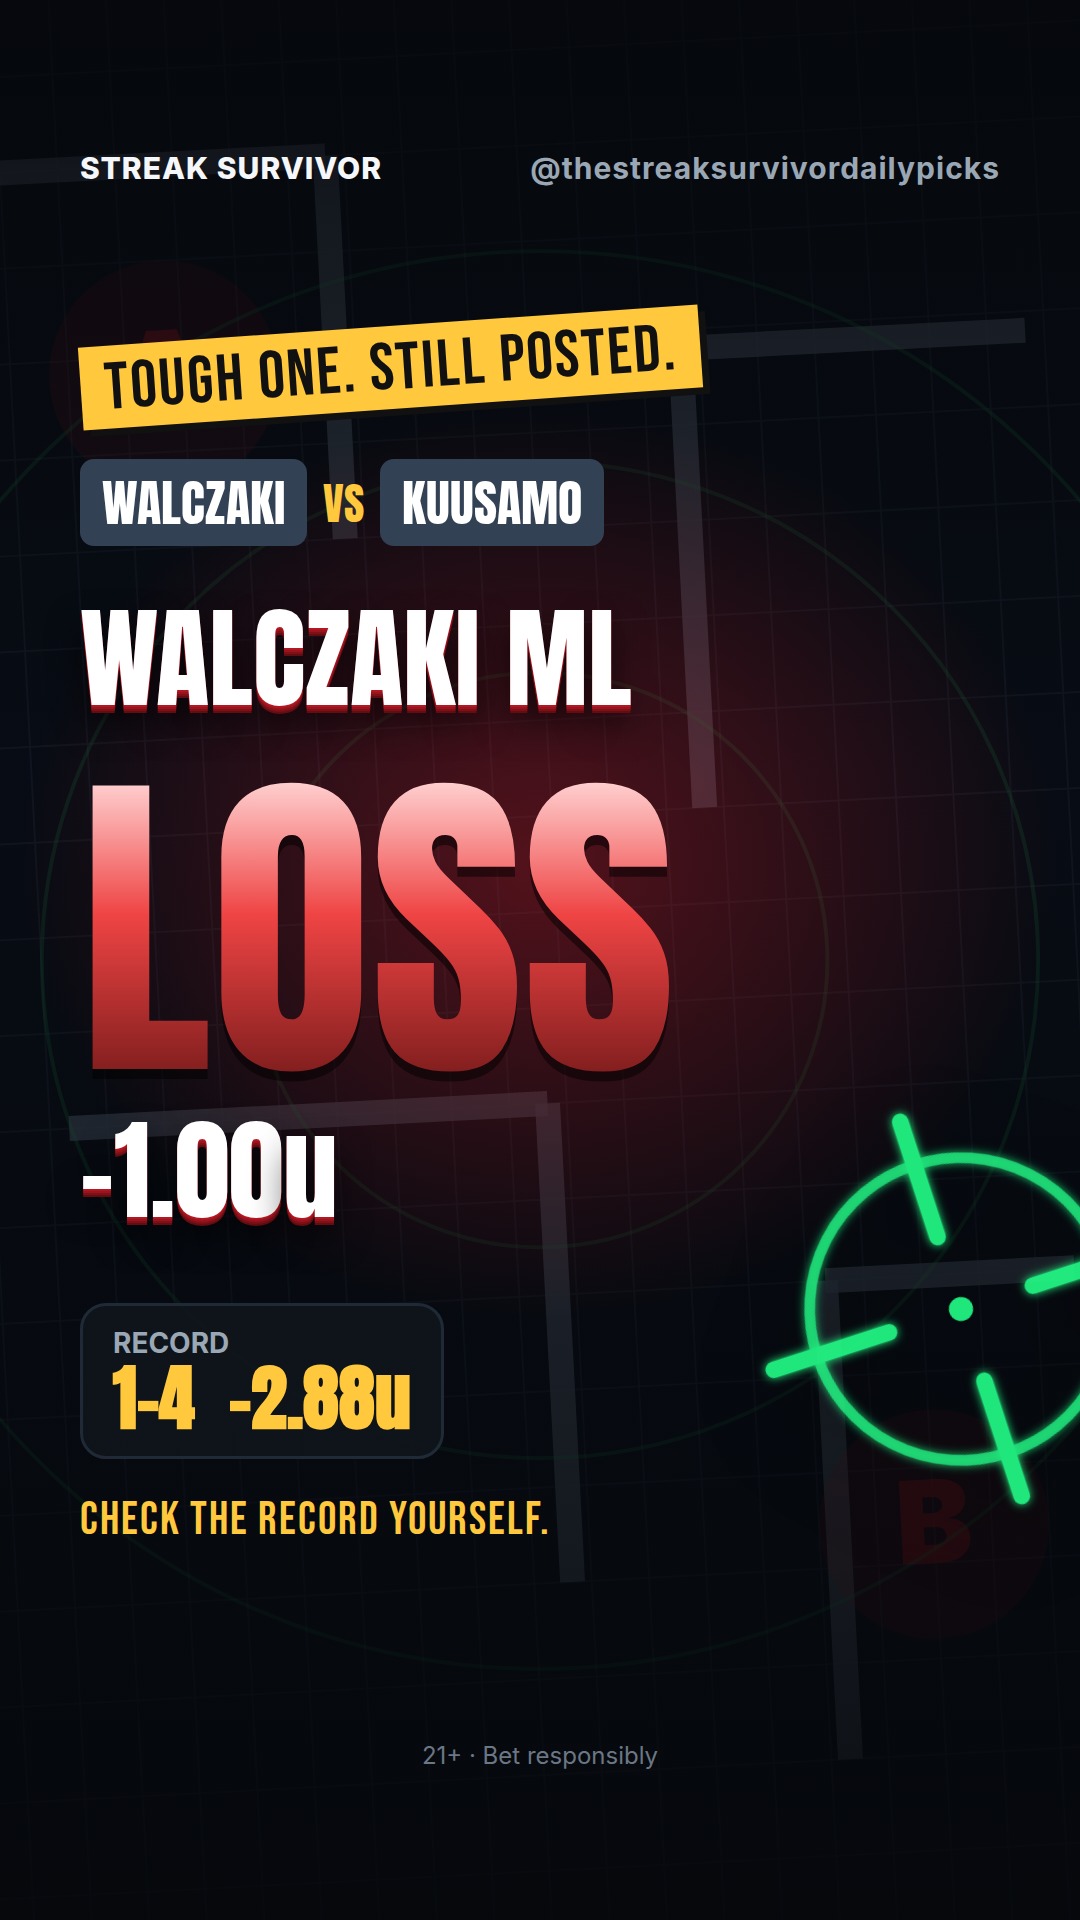 STREAK SURVIVOR @thestreaksurvivordailypicks
TOUGH ONE. STILL POSTED.
WALCZAKI VS KUUSAMO
WALCZAKI ML
LOSS
-1.00u
RECORD
1-4 -2.88u
B
CHECK THE RECORD YOURSELF.
21+ · Bet responsibly